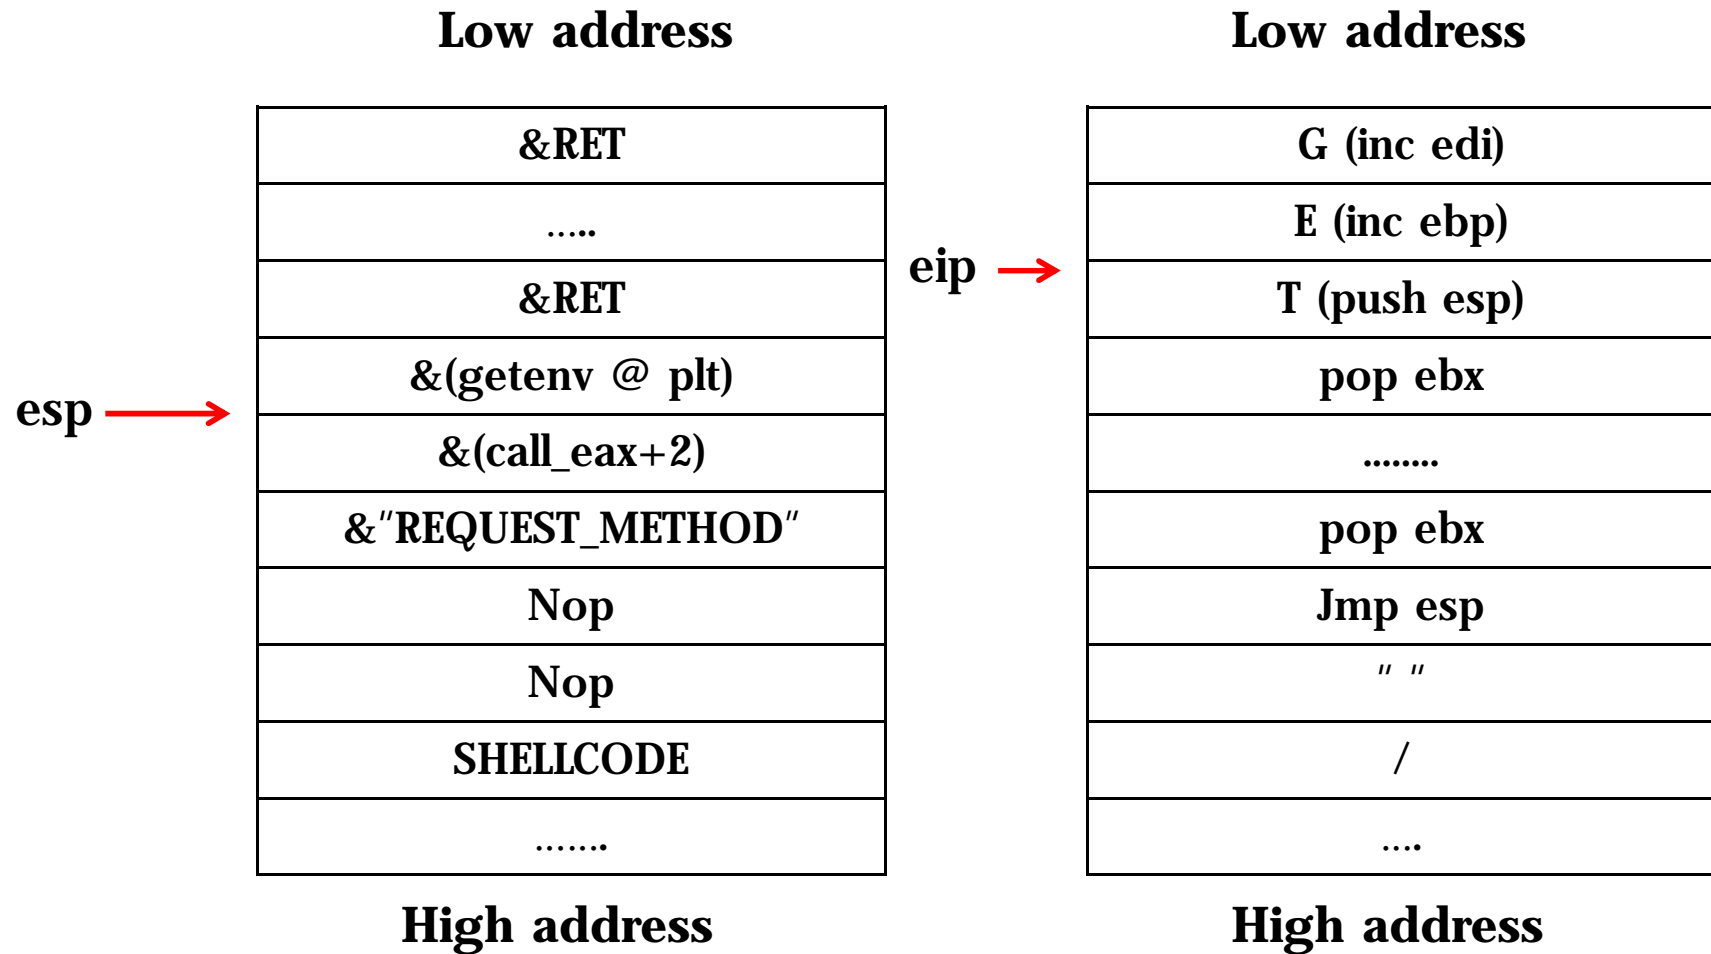 Low address
&RET
.....
&RET
&(getenv @ plt)
esp
&(call_eax+2)
&"REQUEST_METHOD"
Nop
Nop
SHELLCODE
.......
High address
Low address
G (inc edi)
E (inc ebp)
eip
T (push esp)
pop ebx
........
pop ebx
Jmp esp
" "
/
....
High address